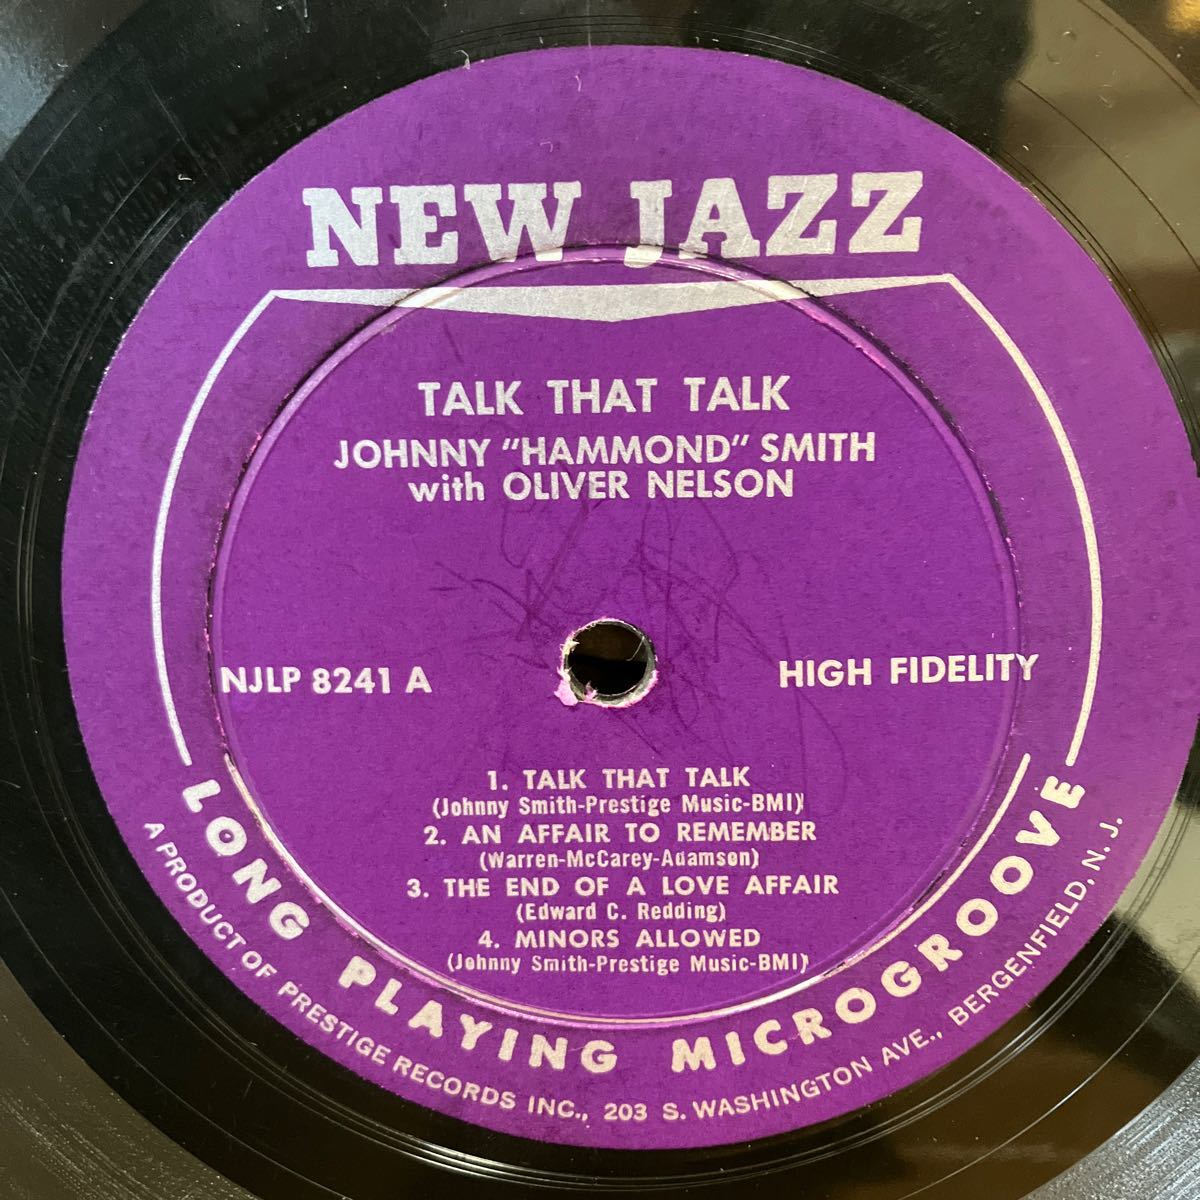 NEW JAZZ
TALK THAT TALK
JOHNNY "HAMMOND" SMITH
with OLIVER NELSON
NJLP 8241 A
HIGH FIDELITY
1. TALK THAT TALK
(Johnny Smith-Prestige Music-BMI)
2. AN AFFAIR TO REMEMBER
(Warren-McCarey-Adamson)
3. THE END OF A LOVE AFFAIR
(Edward C. Redding)
4. MINORS ALLOWED
(Johnny Smith-Prestige Music-BMI)
LONG PLAYING MICROGROOVE
A PRODUCT OF PRESTIGE RECORDS INC., 203 S. WASHINGTON AVE., BERGENFIELD, N. J.